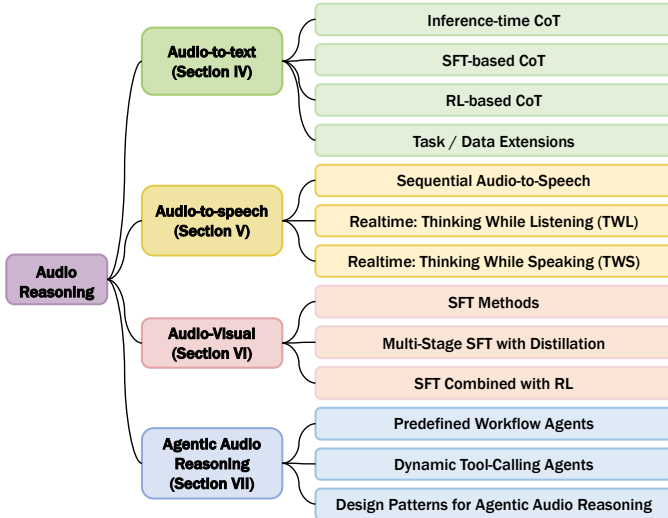 Audio
Reasoning
Audio-to-text
(Section IV)
Inference-time CoT
SFT-based CoT
RL-based CoT
Task / Data Extensions
Audio-to-speech
(Section V)
Sequential Audio-to-Speech
Realtime: Thinking While Listening (TWL)
Realtime: Thinking While Speaking (TWS)
Audio-Visual
(Section VI)
SFT Methods
Multi-Stage SFT with Distillation
SFT Combined with RL
Agentic Audio
Reasoning
(Section VII)
Predefined Workflow Agents
Dynamic Tool-Calling Agents
Design Patterns for Agentic Audio Reasoning